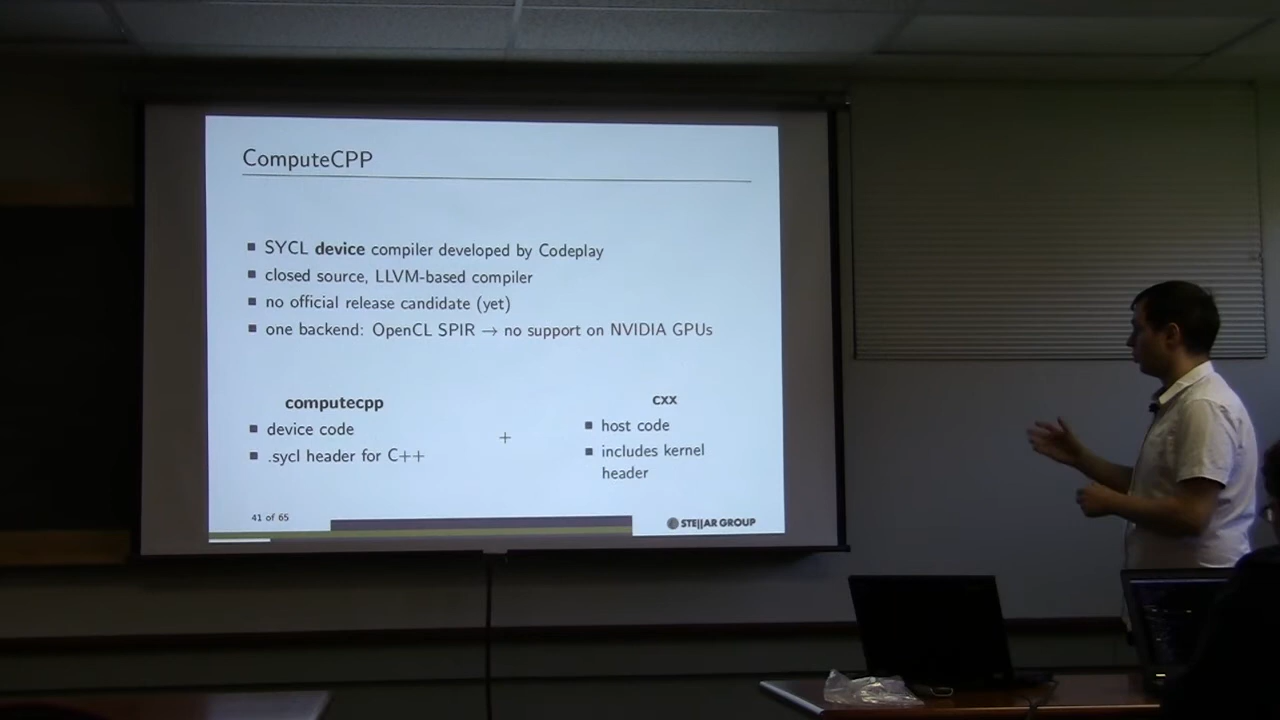 ComputeCPP
SYCL device compiler developed by Codeplay
closed source, LLVM-based compiler
no official release candidate (yet)
one backend: OpenCL SPIR → no support on NVIDIA GPUs
computecpp
device code
.sycl header for C++
+
cxx
host code
includes kernel
header
41 of 65
STE||AR GROUP